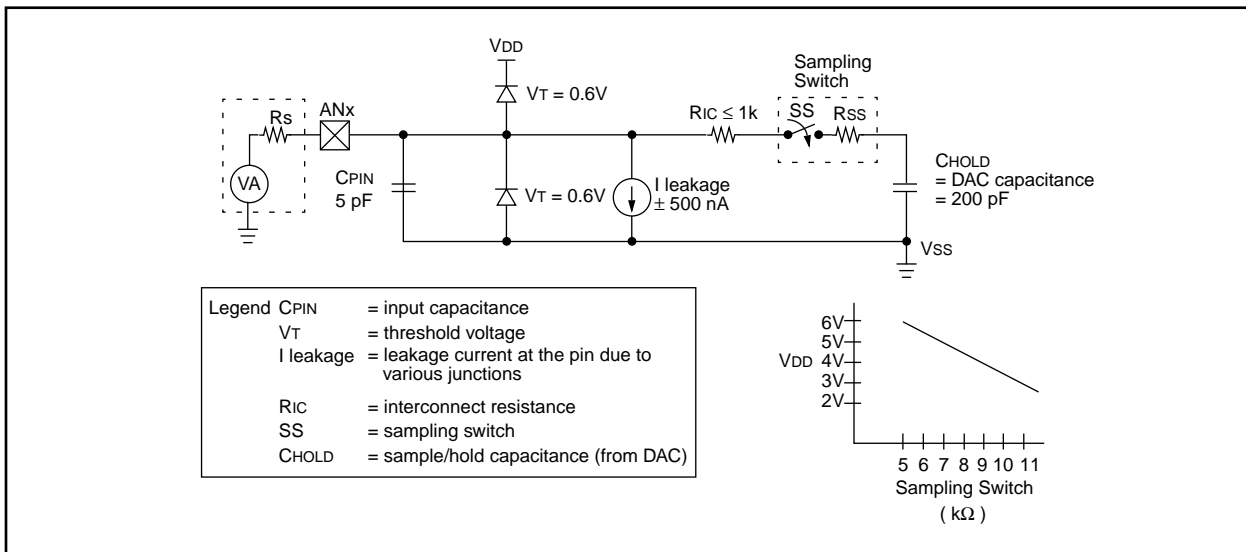 VDD
Sampling
Switch
VT = 0.6V
Rs
ANx
RIC ≤ 1k
SS
RSS
VA
CPIN
5 pF
VT = 0.6V
I leakage
± 500 nA
CHOLD
= DAC capacitance
= 200 pF
VSS
Legend CPIN = input capacitance
VT = threshold voltage
I leakage = leakage current at the pin due to
various junctions
RIC = interconnect resistance
SS = sampling switch
CHOLD = sample/hold capacitance (from DAC)
6V
5V
VDD 4V
3V
2V
5 6 7 8 9 10 11
Sampling Switch
( kΩ )